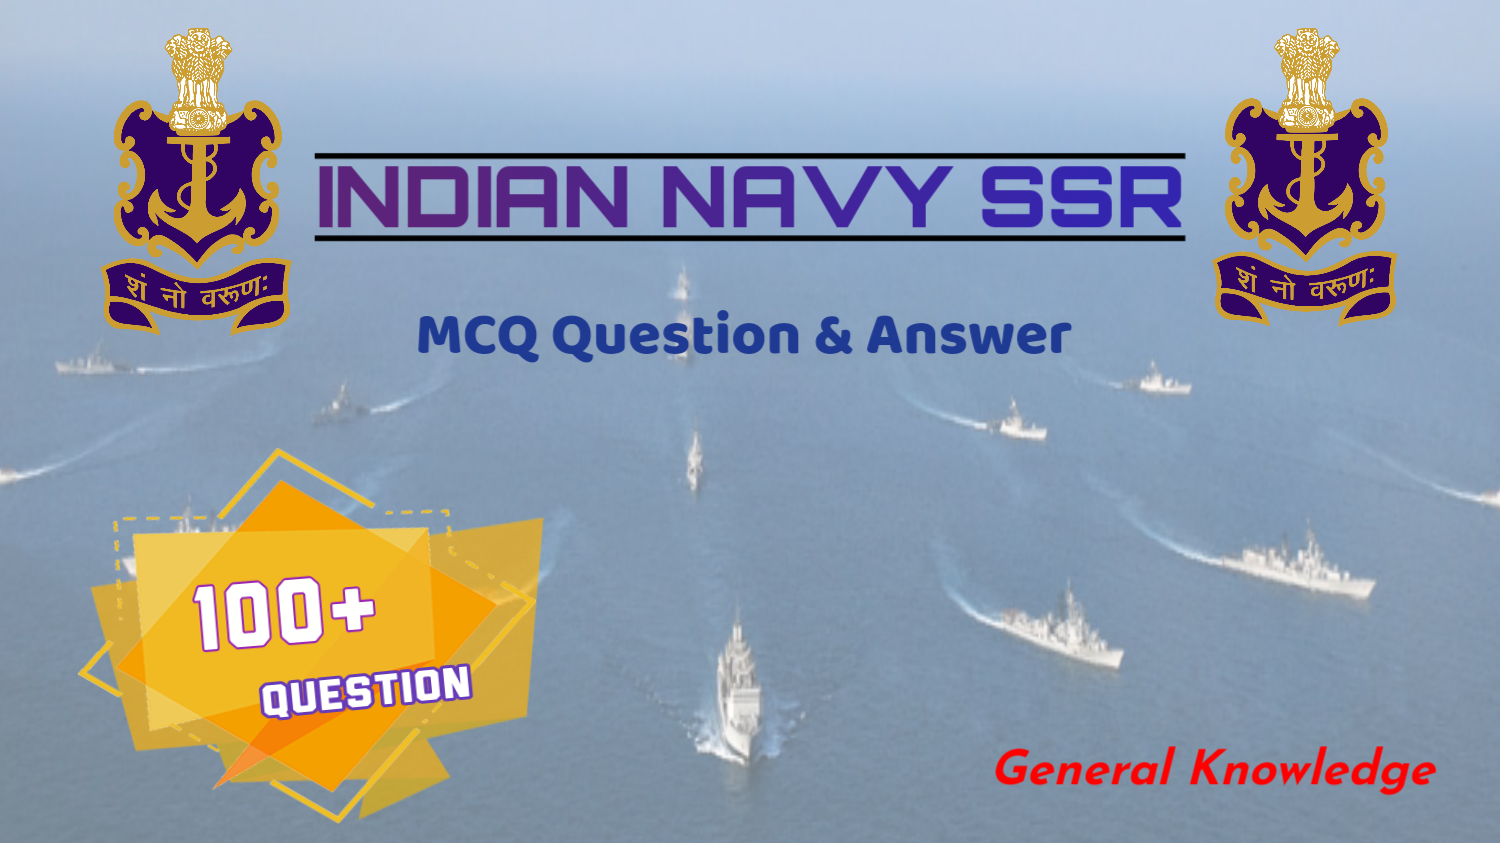 INDIAN NAVY SSR
शं नो वरूणः
शं नो वरूणः
MCQ Question & Answer
100+
QUESTION
General Knowledge